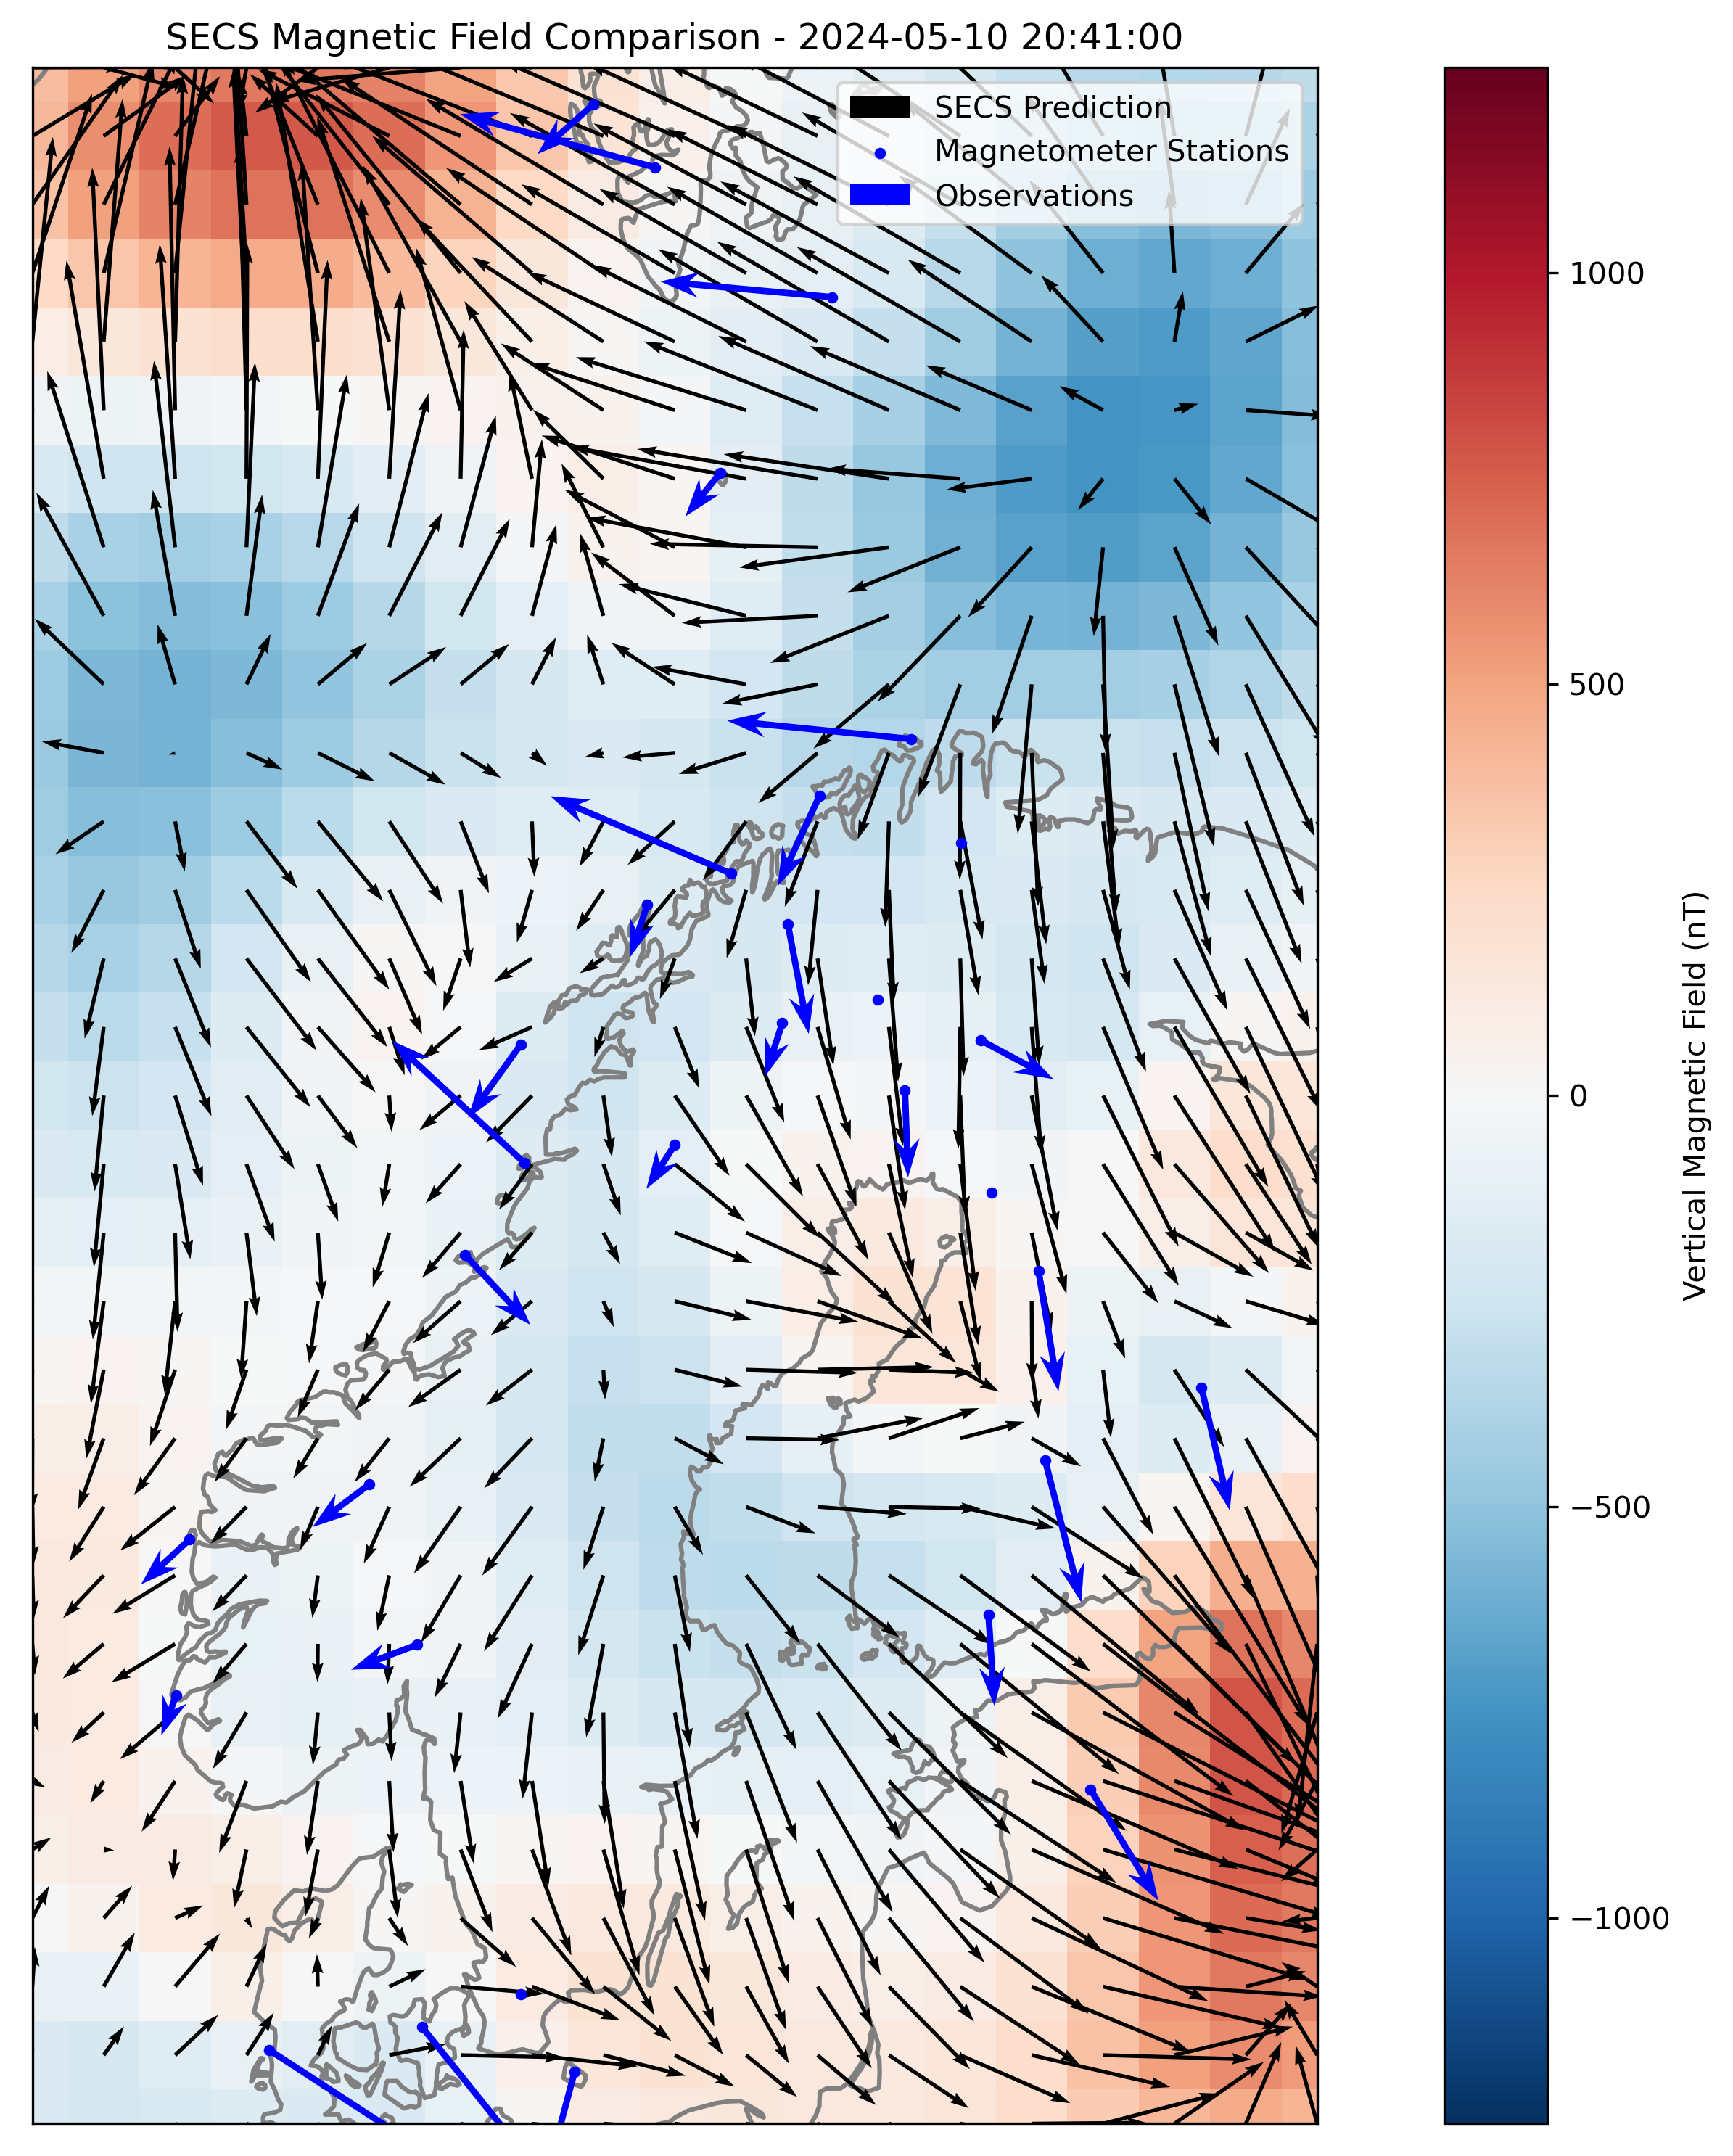 SECS Magnetic Field Comparison - 2024-05-10 20:41:00
SECS Prediction
Magnetometer Stations
Observations
1000
500
0
−500
−1000
Vertical Magnetic Field (nT)